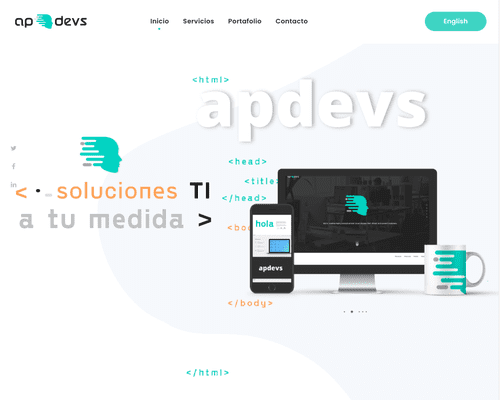 ap devs
Inicio Servicios Portafolio Contacto
English
<html>
apdevs
<head>
<title>
</head>
< soluciones TI
a tu medida >
hola
apdevs
</body>
</html>